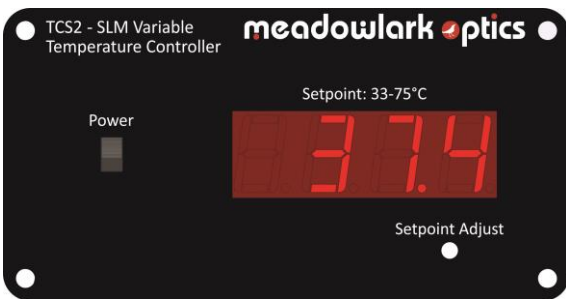 TCS2 - SLM Variable
Temperature Controller
meadowlark optics
Setpoint: 33-75°C
Power
37.4
Setpoint Adjust